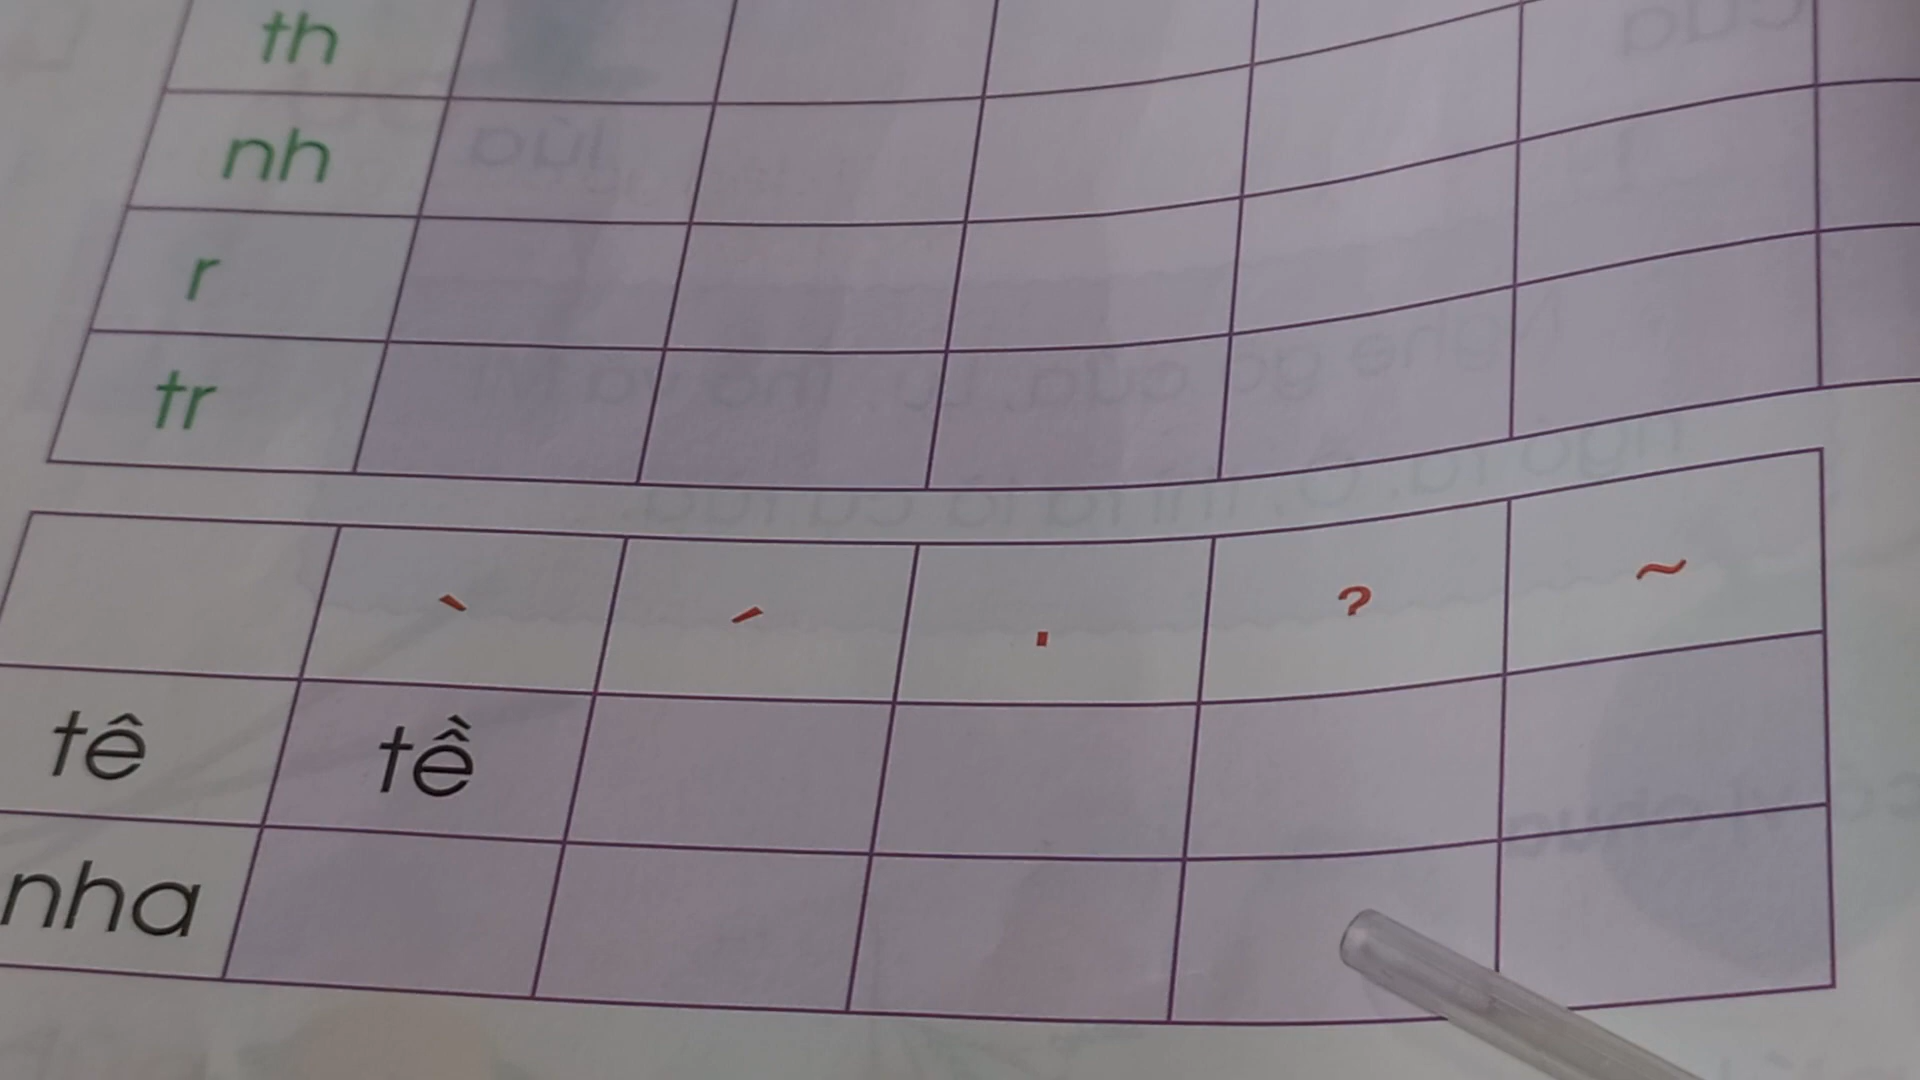 th
nh
r
tr
` ´ . ? ~
tê tề
nha